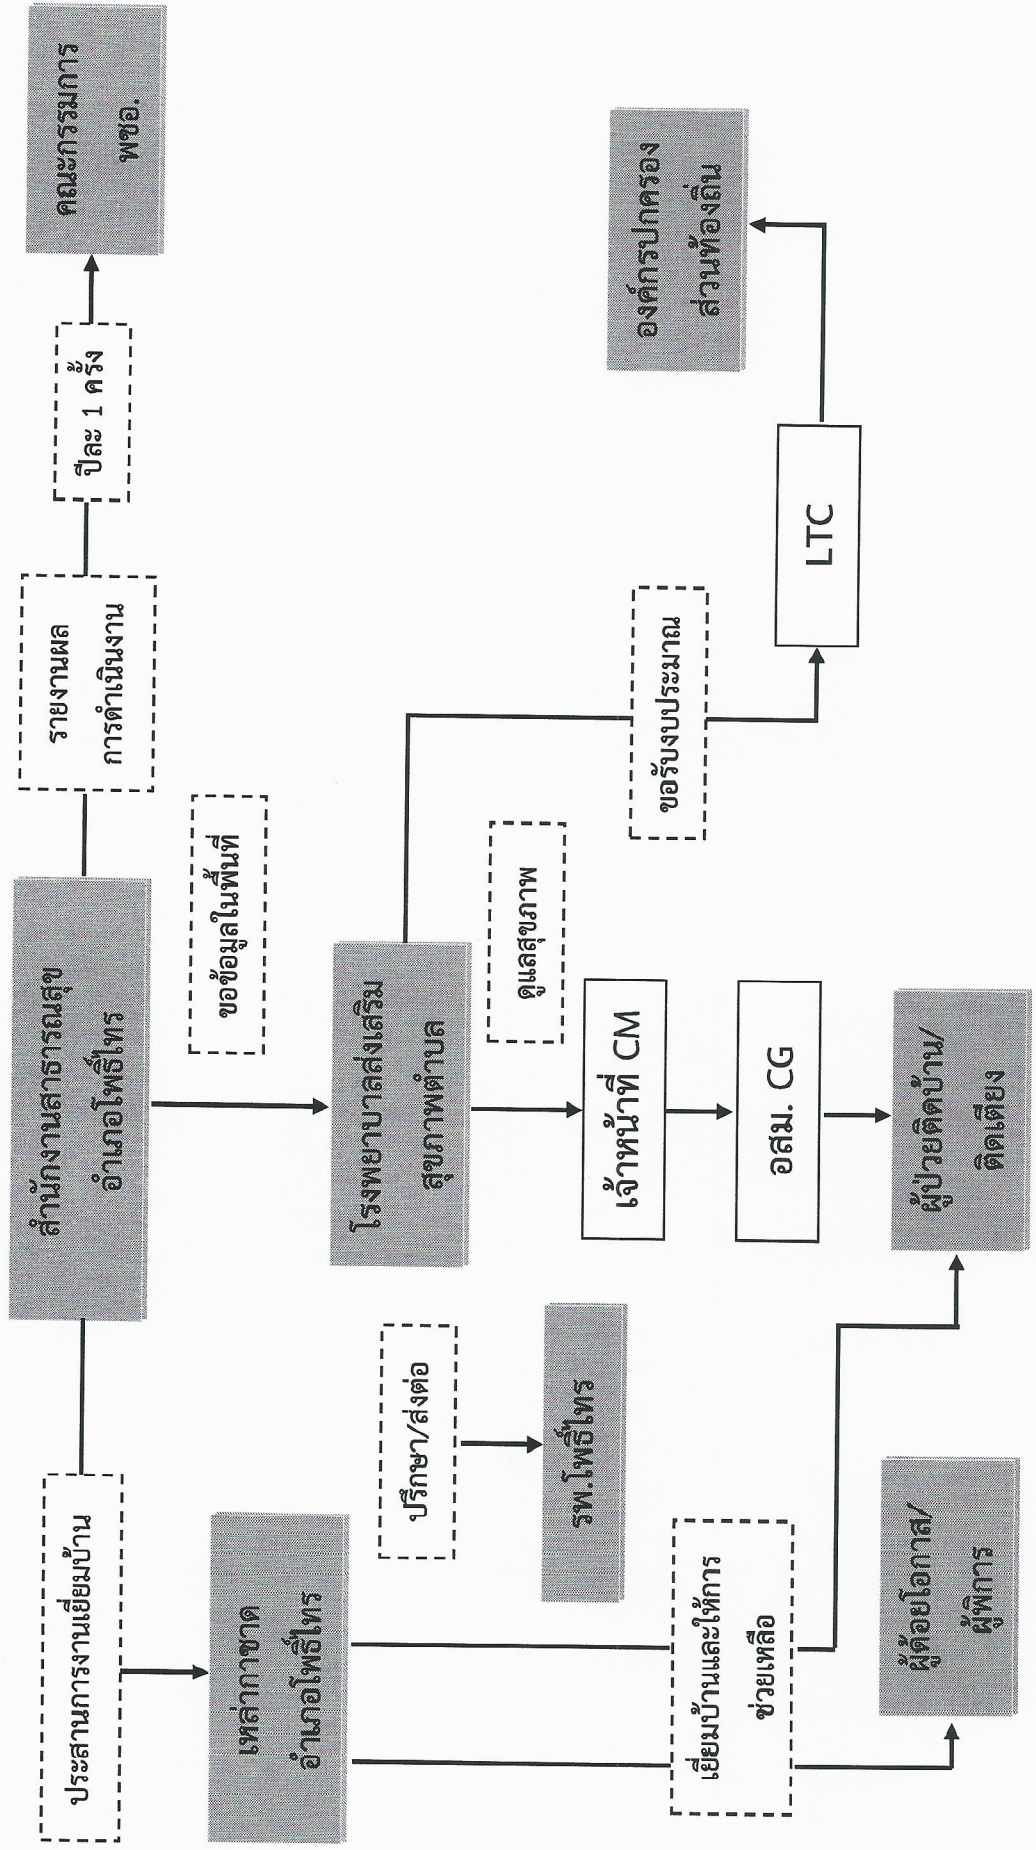 ประสานการงานเยี่ยมบ้าน
สำนักงานสาธารณสุข
อำเภอโพธิ์ไทร
รายงานผล
การดำเนินงาน
ปีละ 1 ครั้ง
คณะกรรมการ
พชอ.
ขอข้อมูลในพื้นที่
เหล่ากาชาด
อำเภอโพธิ์ไทร
ปรึกษา/ส่งต่อ
รพ.โพธิ์ไทร
โรงพยาบาลส่งเสริม
สุขภาพตำบล
ดูแลสุขภาพ
เจ้าหน้าที่ CM
อสม. CG
ขอรับงบประมาณ
LTC
องค์กรปกครอง
ส่วนท้องถิ่น
เยี่ยมบ้านและให้การ
ช่วยเหลือ
ผู้ด้อยโอกาส/
ผู้พิการ
ผู้ป่วยติดบ้าน/
ติดเตียง